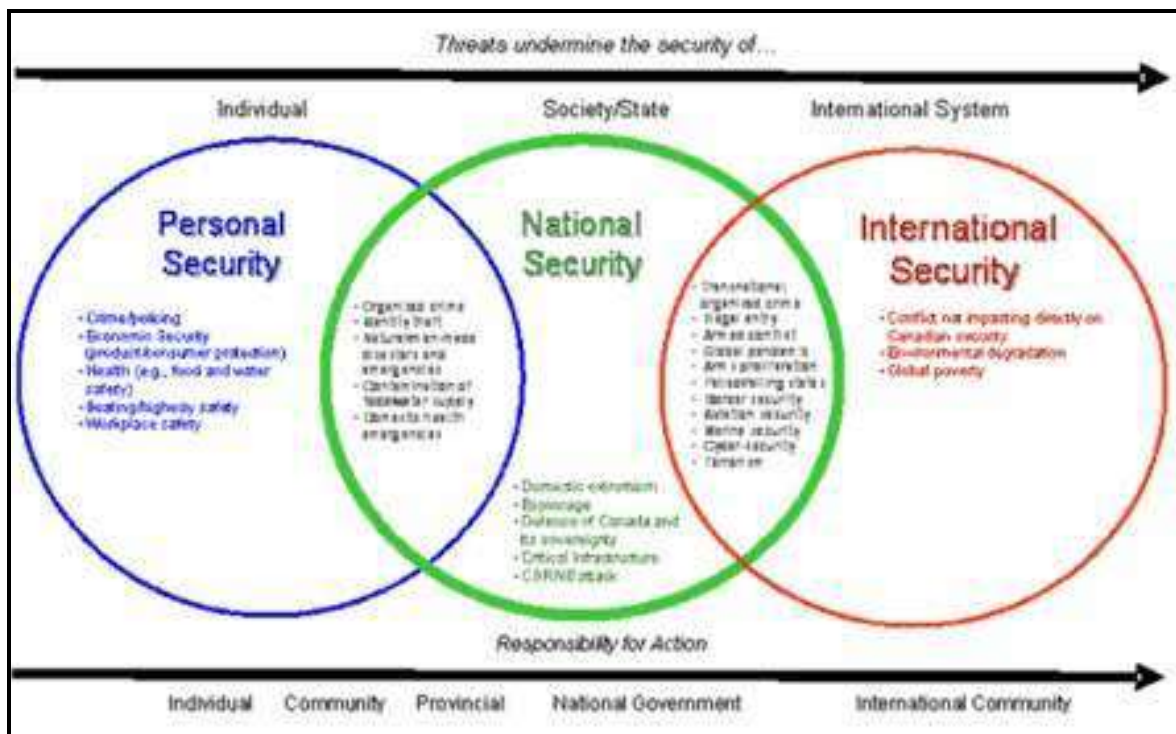 Threats undermine the security of...
Individual
Society/State
International System
Personal
Security
• Crime/policing
• Economic Security
(product/consumer protection)
• Health (e.g., food and water
safety)
• Boating/highway safety
• Workplace safety
• Organized crime
• Identity theft
• Natural/man-made
disasters and
emergencies
• Contamination of
food/water supply
• Domestic health
emergencies
National
Security
• Domestic extremism
• Espionage
• Defence of Canada and
its sovereignty
• Critical Infrastructure
• CBRN attack
• Transnational
organized crime
• Illegal entry
• Armed conflict
• Global pandemic
• Arms proliferation
• states
• Border security
• Aviation security
• Marine security
• Cyber-security
• Terrorism
International
Security
• Conflict not impacting directly on
Canadian security
• Environmental degradation
• Global poverty
Responsibility for Action
Individual
Community
Provincial
National Government
International Community